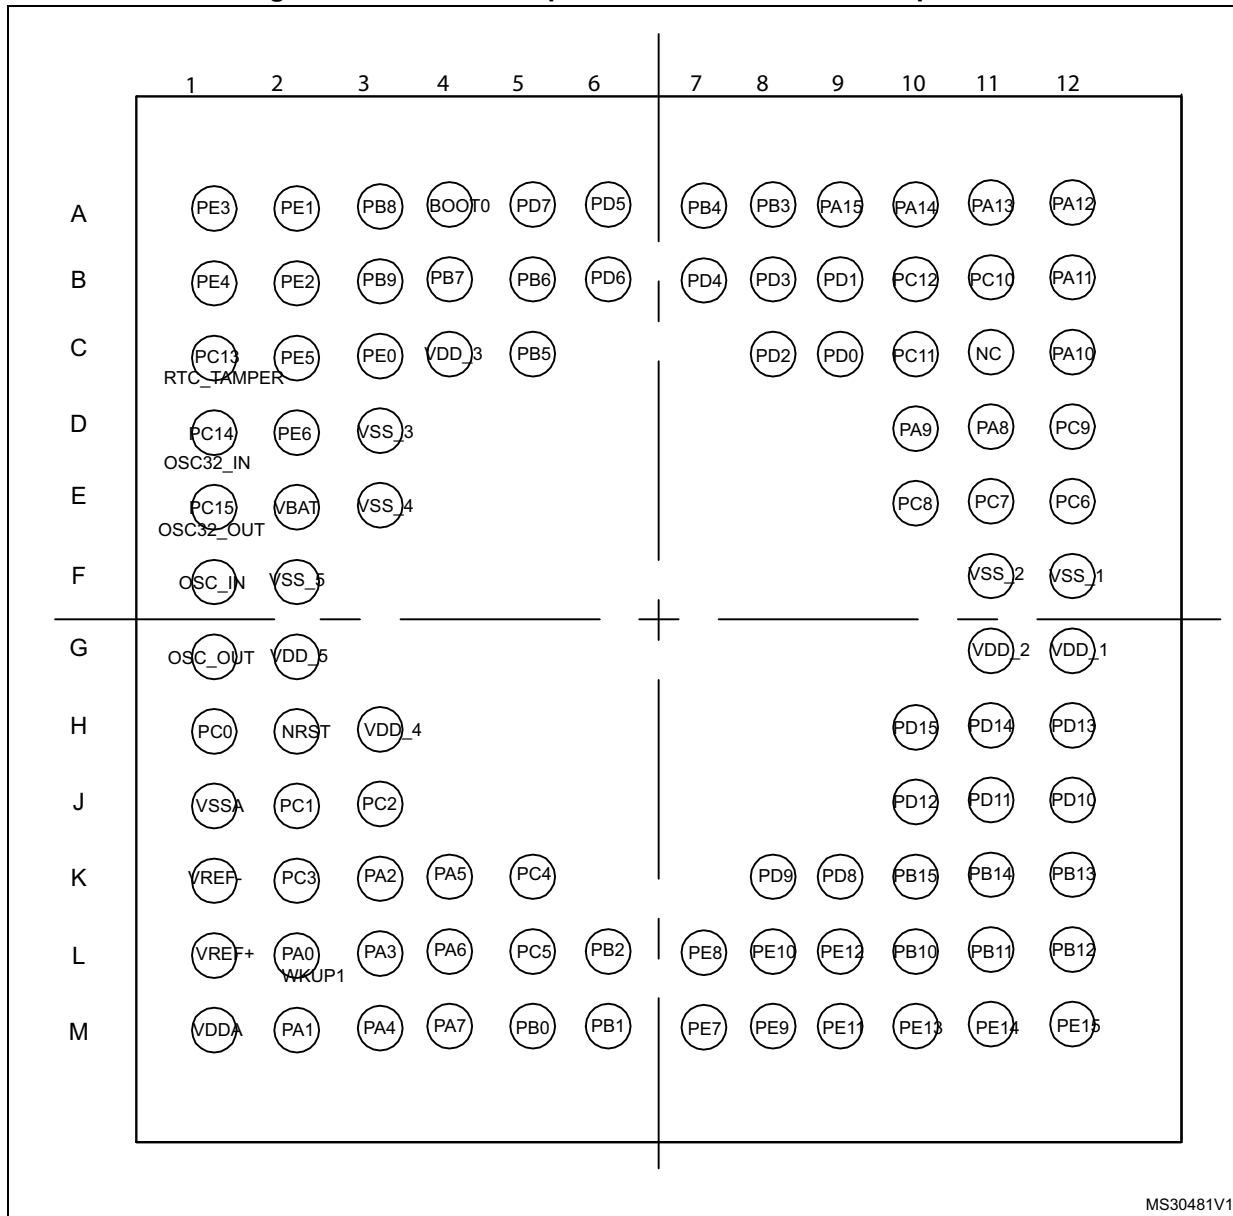 1 2 3 4 5 6 7 8 9 10 11 12
A PE3 PE1 PB8 BOOT0 PD7 PD5 PB4 PB3 PA15 PA14 PA13 PA12
B PE4 PE2 PB9 PB7 PB6 PD6 PD4 PD3 PD1 PC12 PC10 PA11
C PC13 PE5 PE0 VDD_3 PB5 PD2 PD0 PC11 NC PA10
RTC_TAMPER
D PC14 PE6 VSS_3 PA9 PA8 PC9
OSC32_IN
E PC15 VBAT VSS_4 PC8 PC7 PC6
OSC32_OUT
F OSC_IN VSS_5 VSS_2 VSS_1
G OSC_OUT VDD_5 VDD_2 VDD_1
H PC0 NRST VDD_4 PD15 PD14 PD13
J VSSA PC1 PC2 PD12 PD11 PD10
K VREF- PC3 PA2 PA5 PC4 PD9 PD8 PB15 PB14 PB13
L VREF+ PA0 PA3 PA6 PC5 PB2 PE8 PE10 PE12 PB10 PB11 PB12
WKUP1
M VDDA PA1 PA4 PA7 PB0 PB1 PE7 PE9 PE11 PE13 PE14 PE15
MS30481V1